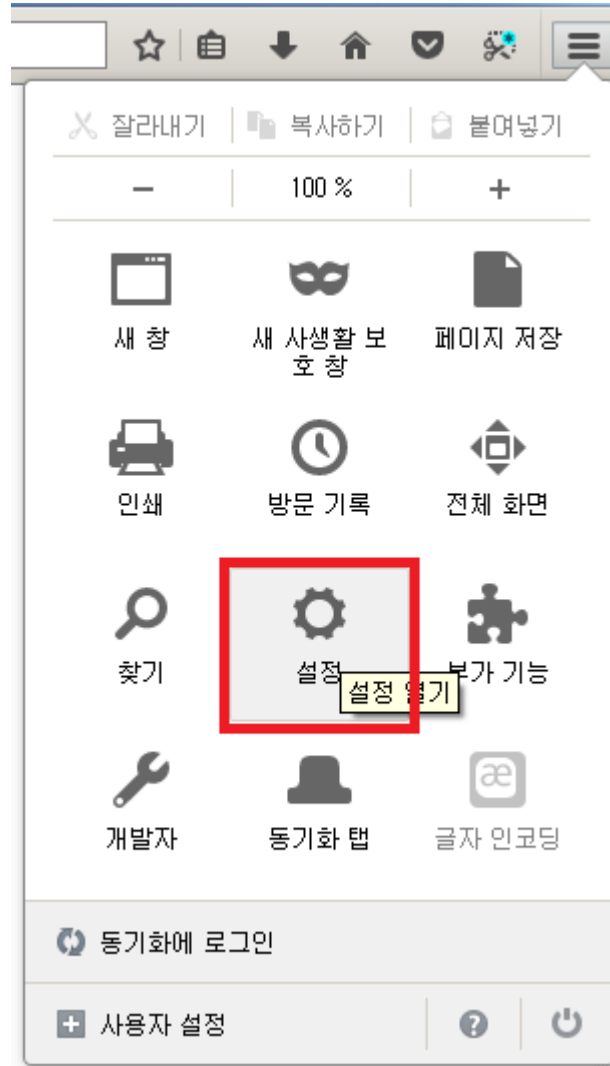 잘라내기 복사하기 붙여넣기
100 %
새 창 새 사생활 보 페이지 저장
호 창
인쇄 방문 기록 전체 화면
찾기 설정 부가 기능
설정 열기
æ
개발자 동기화 탭 글자 인코딩
동기화에 로그인
사용자 설정